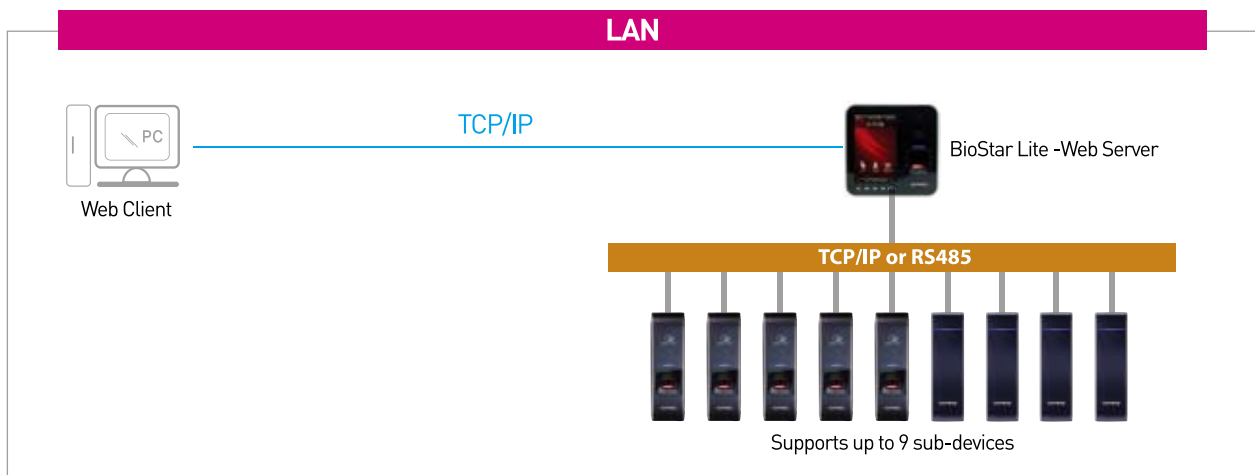 LAN
PC
TCP/IP
BioStar Lite -Web Server
Web Client
TCP/IP or RS485
Supports up to 9 sub-devices